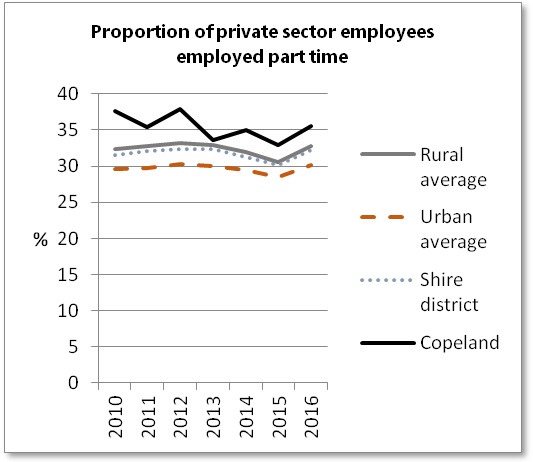 Proportion of private sector employees
employed part time
40
35
30
25
20
15
10
5
0
%
2010
2011
2012
2013
2014
2015
2016
Rural
average
Urban
average
Shire
district
Copeland